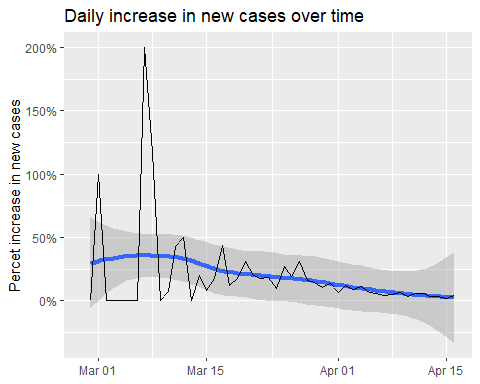 Daily increase in new cases over time
Percet increase in new cases
200%
150%
100%
50%
0%
Mar 01
Mar 15
Apr 01
Apr 15